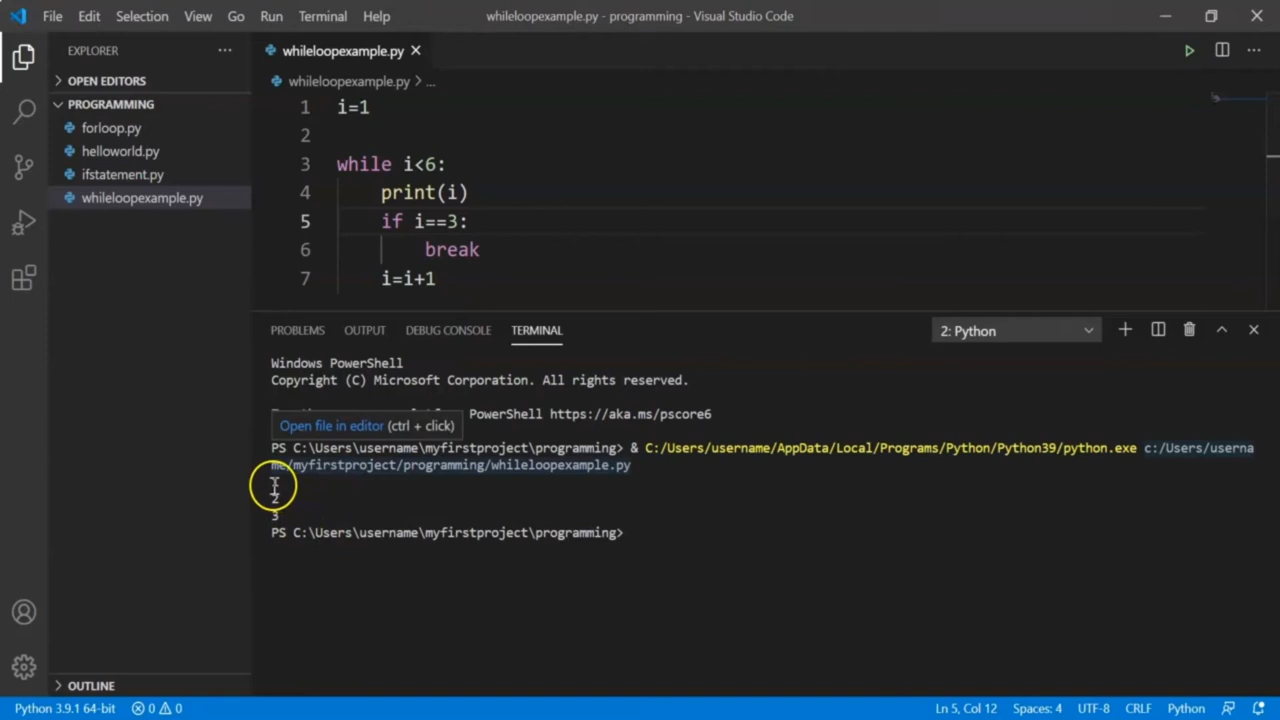 File Edit Selection View Go Run Terminal Help whileloopexample.py - programming - Visual Studio Code
EXPLORER ...
OPEN EDITORS
PROGRAMMING
forloop.py
helloworld.py
ifstatement.py
whileloopexample.py
OUTLINE
whileloopexample.py
whileloopexample.py > ...
1 i=1
2
3 while i<6:
4 print(i)
5 if i==3:
6 break
7 i=i+1
PROBLEMS OUTPUT DEBUG CONSOLE TERMINAL 2: Python
Windows PowerShell
Copyright (C) Microsoft Corporation. All rights reserved.
PowerShell https://aka.ms/pscore6
Open file in editor (ctrl + click)
PS C:\Users\username\myfirstproject\programming> & C:/Users/username/AppData/Local/Programs/Python/Python39/python.exe c:/Users/userna
me/myfirstproject/programming/whileloopexample.py
2
3
PS C:\Users\username\myfirstproject\programming>
Python 3.9.1 64-bit 0 0 Ln 5, Col 12 Spaces: 4 UTF-8 CRLF Python